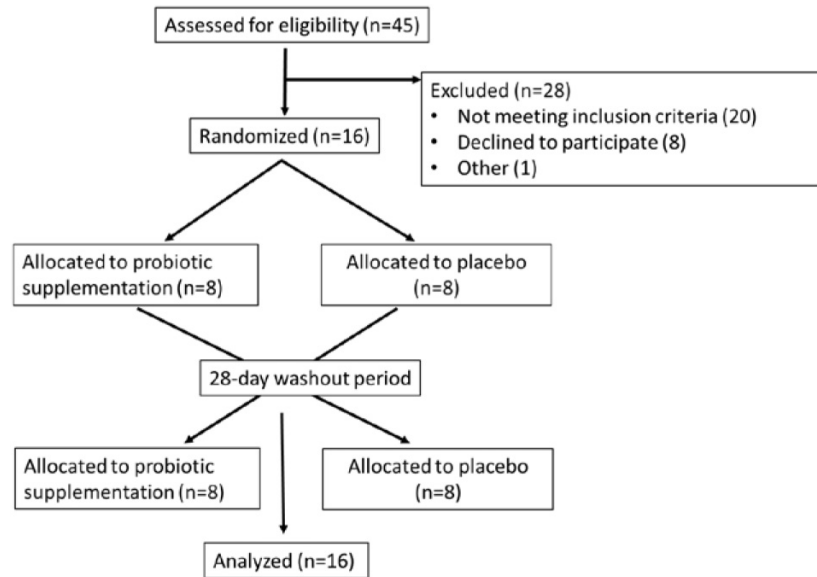 Assessed for eligibility (n=45)
Excluded (n=28)
• Not meeting inclusion criteria (20)
• Declined to participate (8)
• Other (1)
Randomized (n=16)
Allocated to probiotic
supplementation (n=8)
Allocated to placebo
(n=8)
28-day washout period
Allocated to probiotic
supplementation (n=8)
Allocated to placebo
(n=8)
Analyzed (n=16)